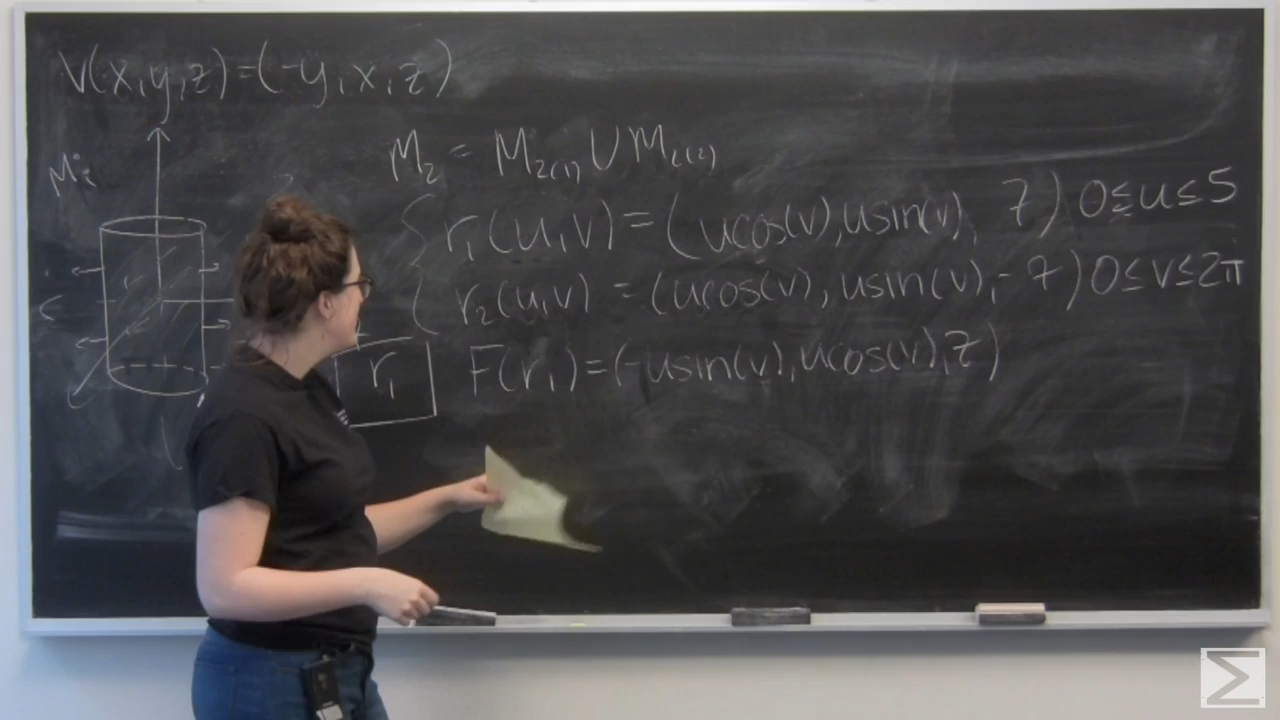 V(x,y,z)=(-y,x,z)
M₂ = M₂₍₁₎ ∪ M₂₍₂₎
r₁(u,v) = (ucos(v), usin(v), 7) 0≤u≤5
r₂(u,v) = (ucos(v), usin(v), -7) 0≤v≤2π
r₁ F(r₁)=(-usin(v), ucos(v), 7)
Σ